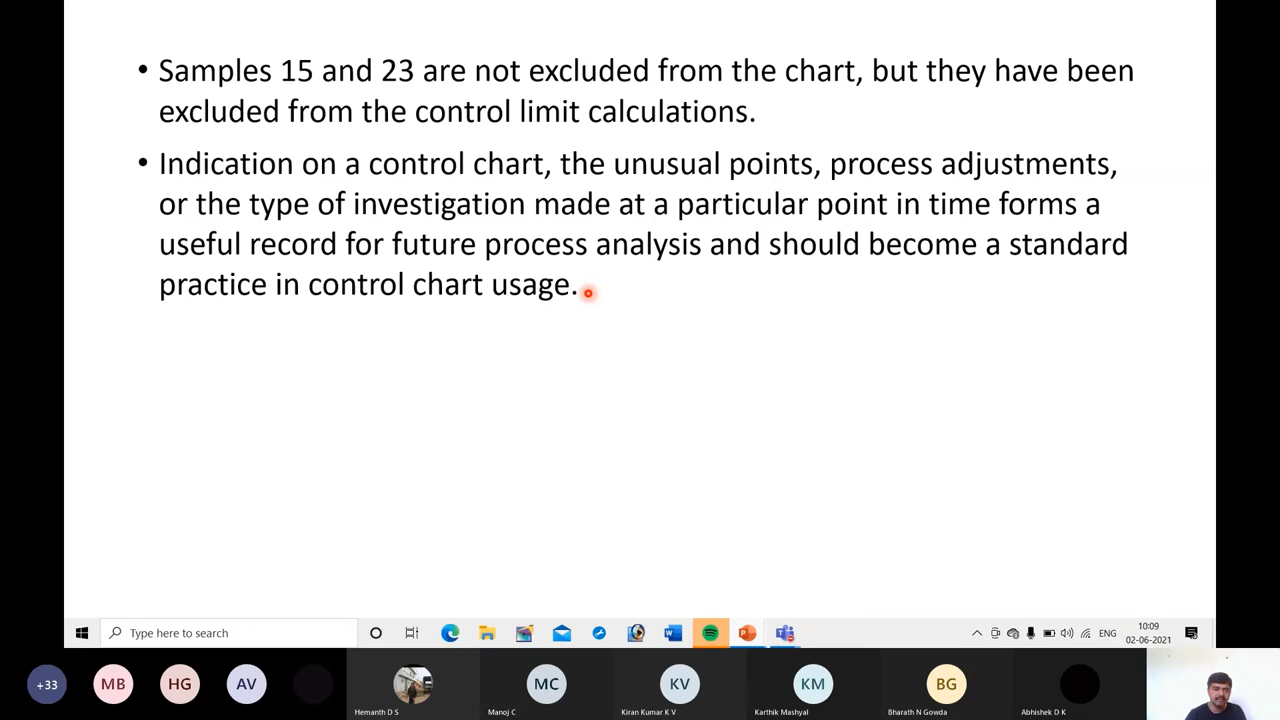 • Samples 15 and 23 are not excluded from the chart, but they have been
excluded from the control limit calculations.
• Indication on a control chart, the unusual points, process adjustments,
or the type of investigation made at a particular point in time forms a
useful record for future process analysis and should become a standard
practice in control chart usage.
Type here to search
ENG
10:09
02-06-2021
+33
MB
HG
AV
MC
KV
KM
BG
Hemanth D S
Manoj C
Kiran Kumar K V
Karthik Mashyal
Bharath N Gowda
Abhishek D K